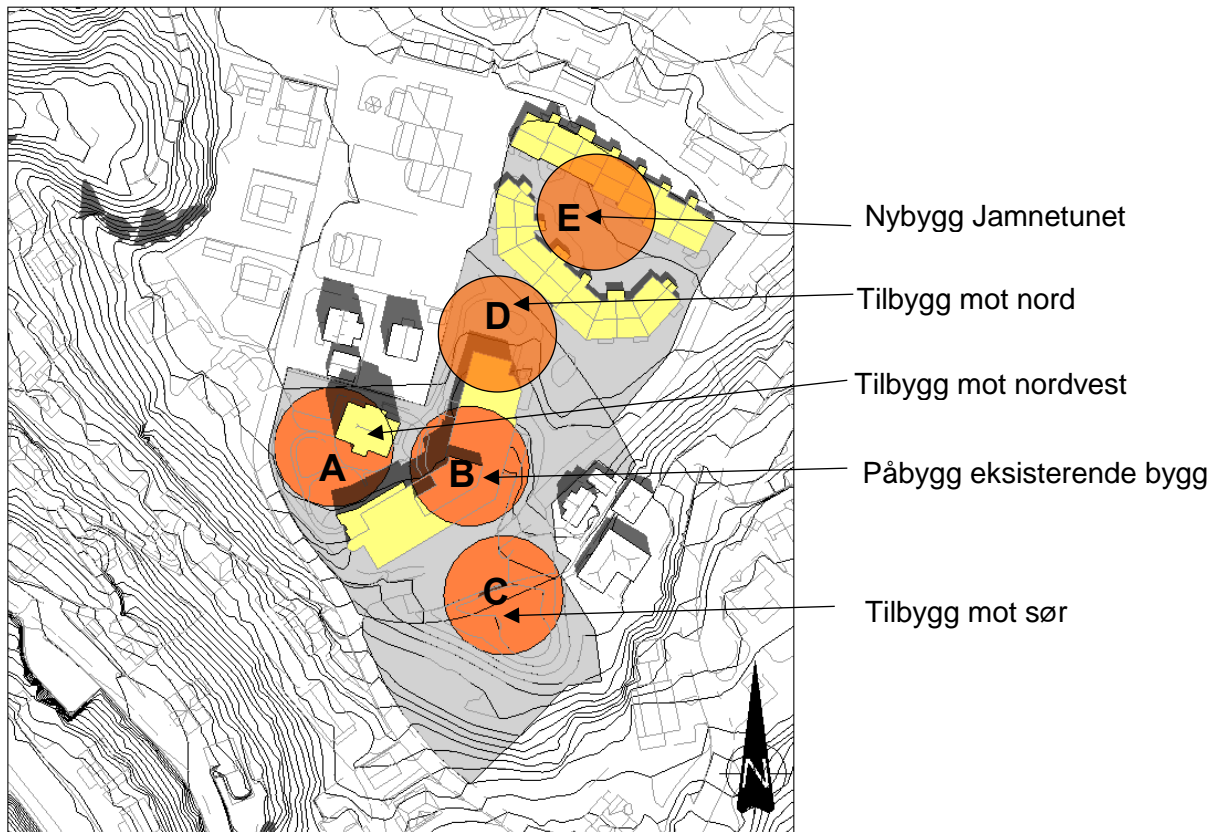 E
Nybygg Jamnetunet
D
Tilbygg mot nord
Tilbygg mot nordvest
A
B
Påbygg eksisterende bygg
C
Tilbygg mot sør
N